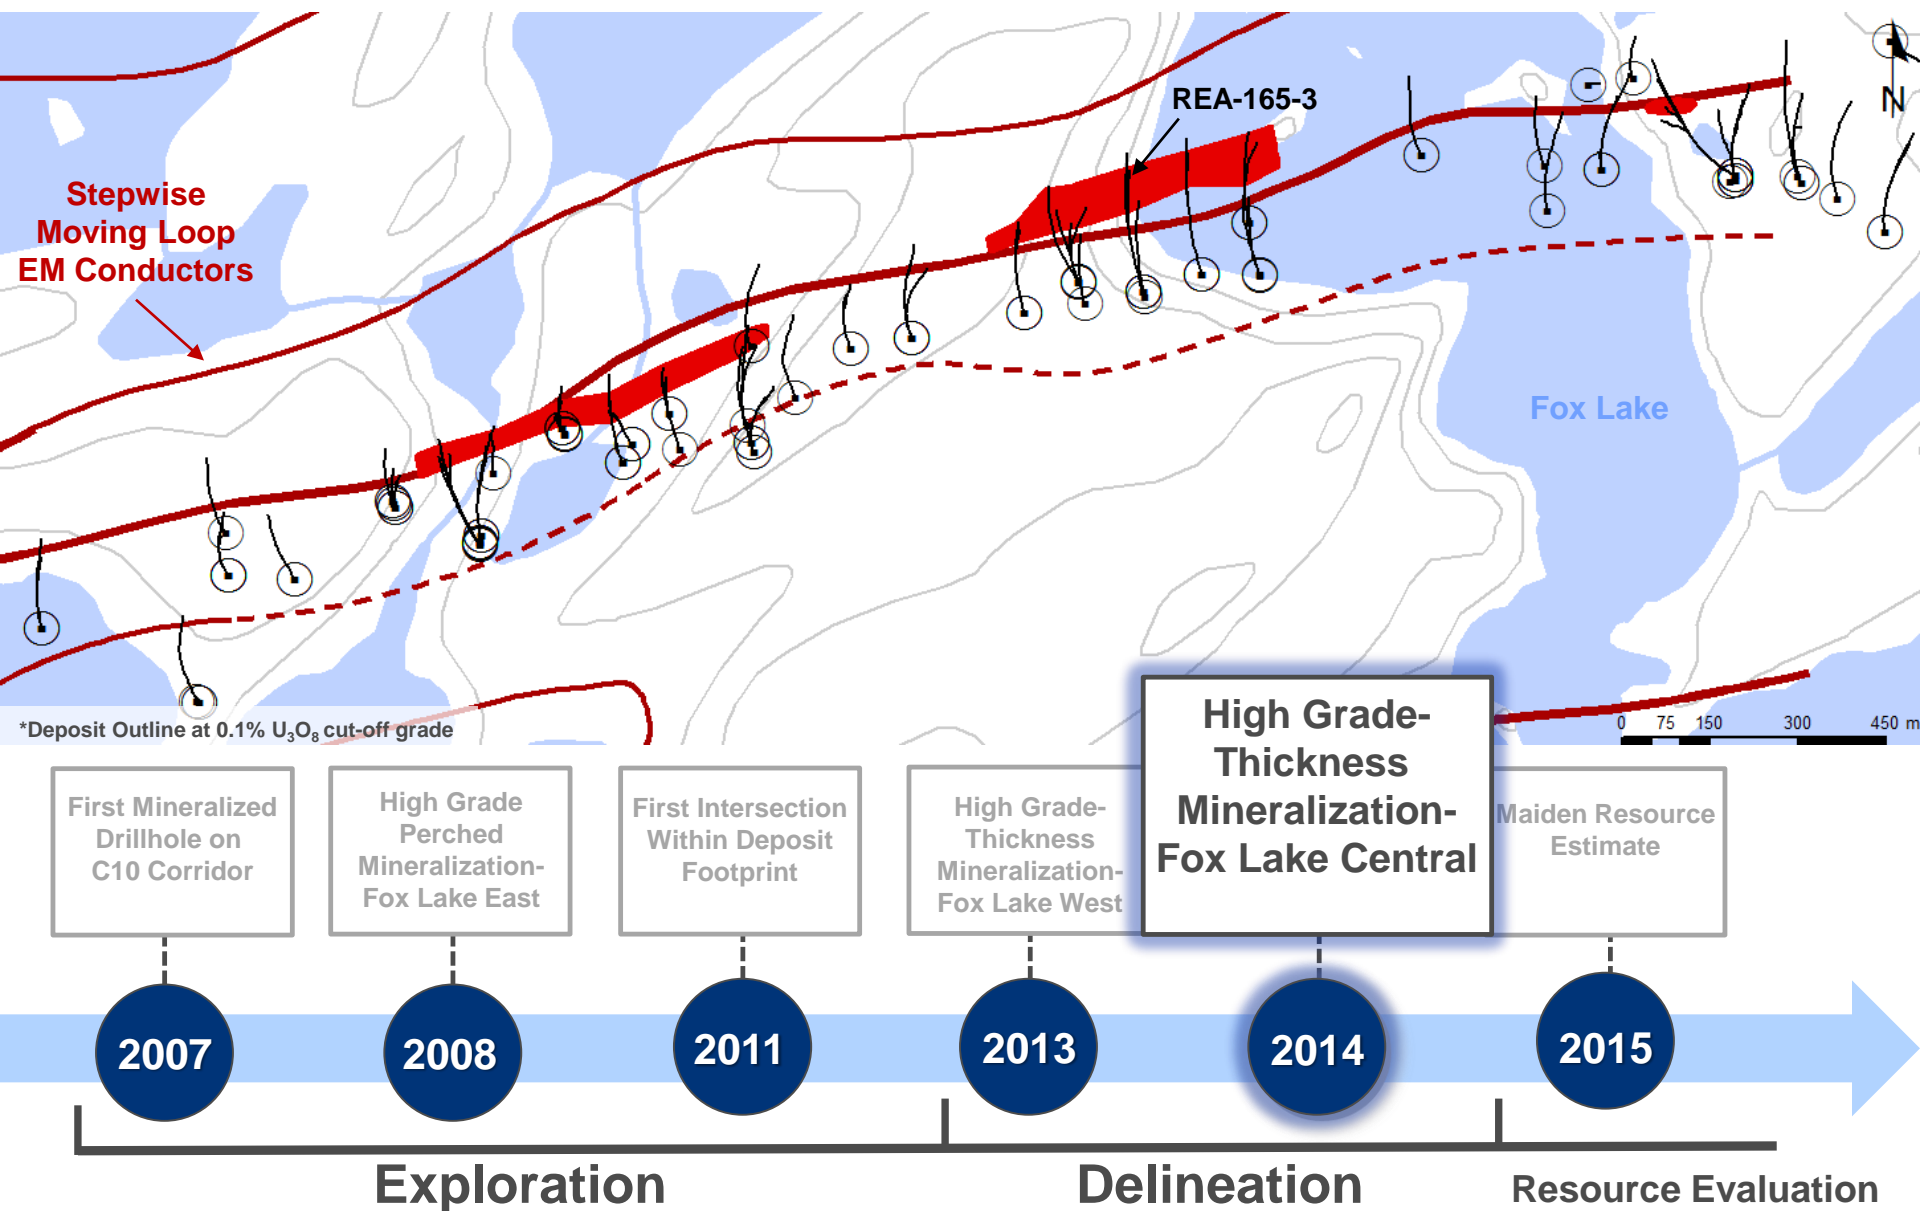 REA-165-3
N
Stepwise
Moving Loop
EM Conductors
Fox Lake
*Deposit Outline at 0.1% U₃O₈ cut-off grade
0 75 150 300 450 m
First Mineralized
Drillhole on
C10 Corridor
High Grade
Perched
Mineralization-
Fox Lake East
First Intersection
Within Deposit
Footprint
High Grade-
Thickness
Mineralization-
Fox Lake West
High Grade-
Thickness
Mineralization-
Fox Lake Central
Maiden Resource
Estimate
2007
2008
2011
2013
2014
2015
Exploration
Delineation
Resource Evaluation